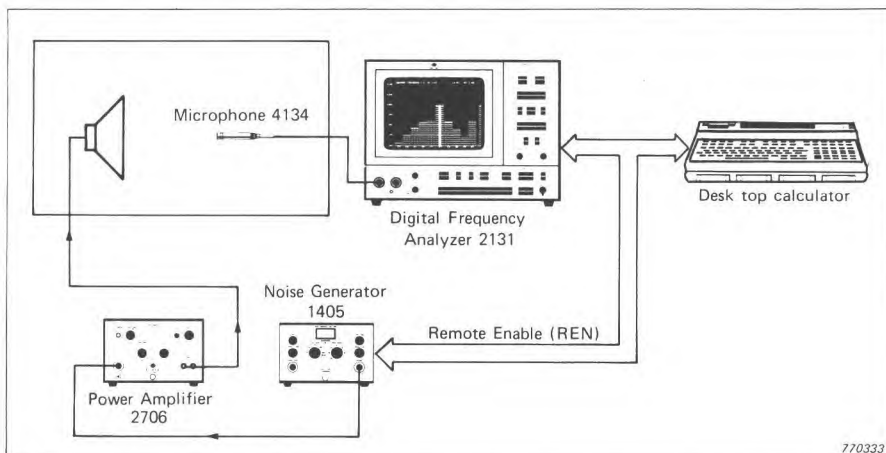 Microphone 4134
Digital Frequency
Analyzer 2131
Desk top calculator
Noise Generator
1405
Remote Enable (REN)
Power Amplifier
2706
770333